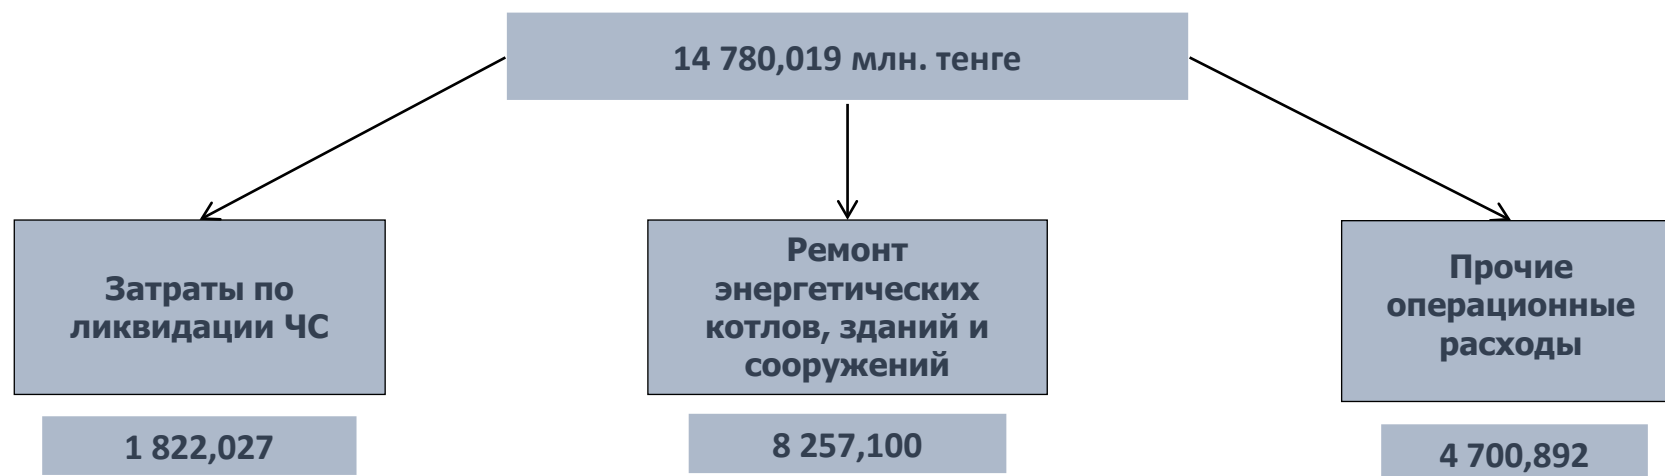 14 780,019 млн. тенге
Затраты по
ликвидации ЧС
Ремонт
энергетических
котлов, зданий и
сооружений
Прочие
операционные
расходы
1 822,027
8 257,100
4 700,892